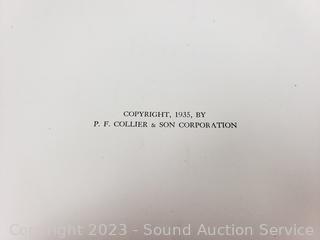 COPYRIGHT, 1935, BY
P. F. COLLIER & SON CORPORATION
Copyright 2023 - Sound Auction Service